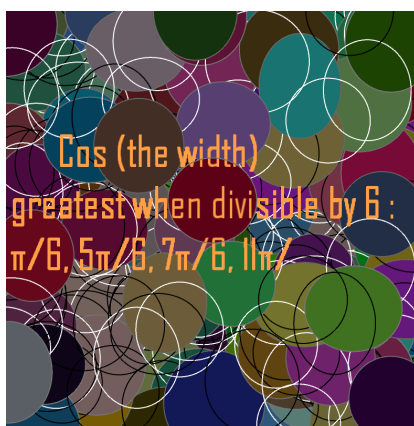 Cos (the width)
greatest when divisible by 6 :
π/6, 5π/6, 7π/6, 11π/